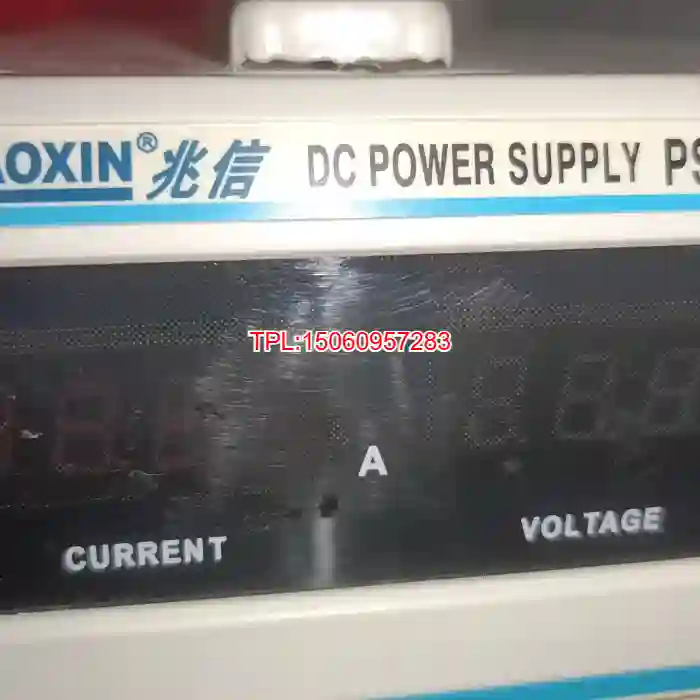 AOXIN® 兆信 DC POWER SUPPLY PS
TPL:15060957283
A
CURRENT VOLTAGE